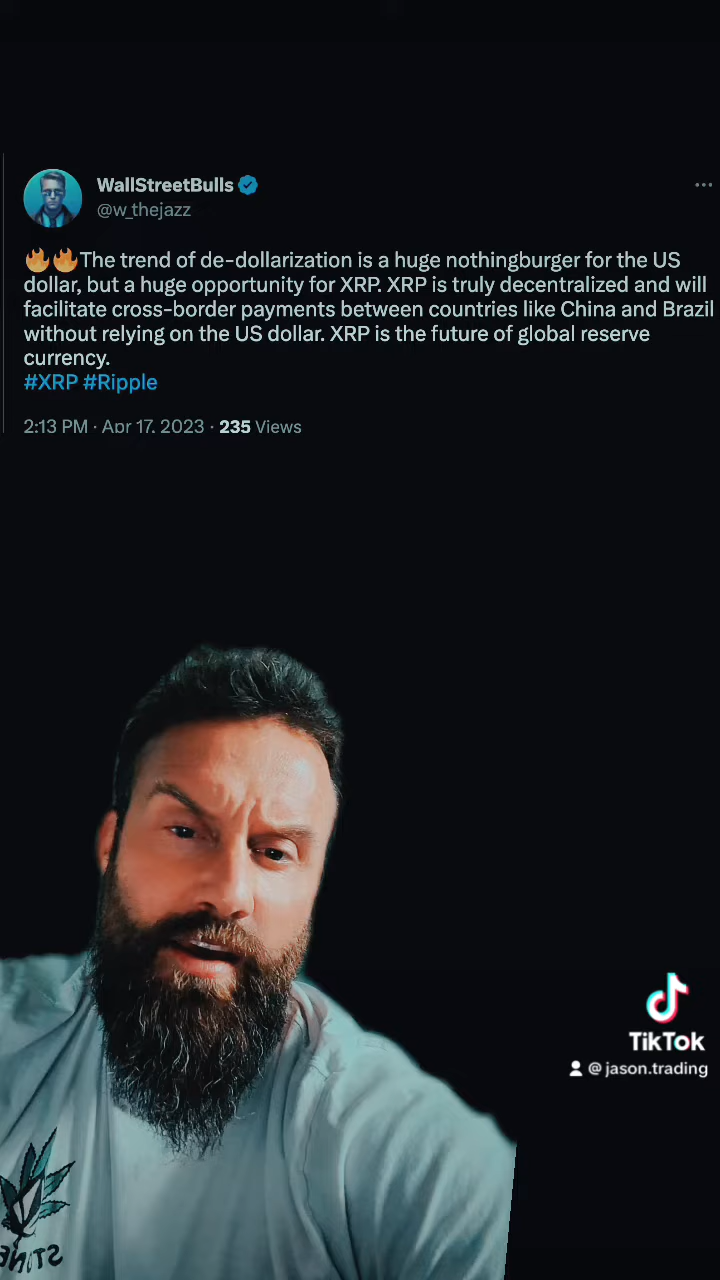 WallStreetBulls
@w_thejazz
🔥🔥The trend of de-dollarization is a huge nothingburger for the US
dollar, but a huge opportunity for XRP. XRP is truly decentralized and will
facilitate cross-border payments between countries like China and Brazil
without relying on the US dollar. XRP is the future of global reserve
currency.
#XRP #Ripple
2:13 PM · Apr 17, 2023 · 235 Views
TikTok
@jason.trading